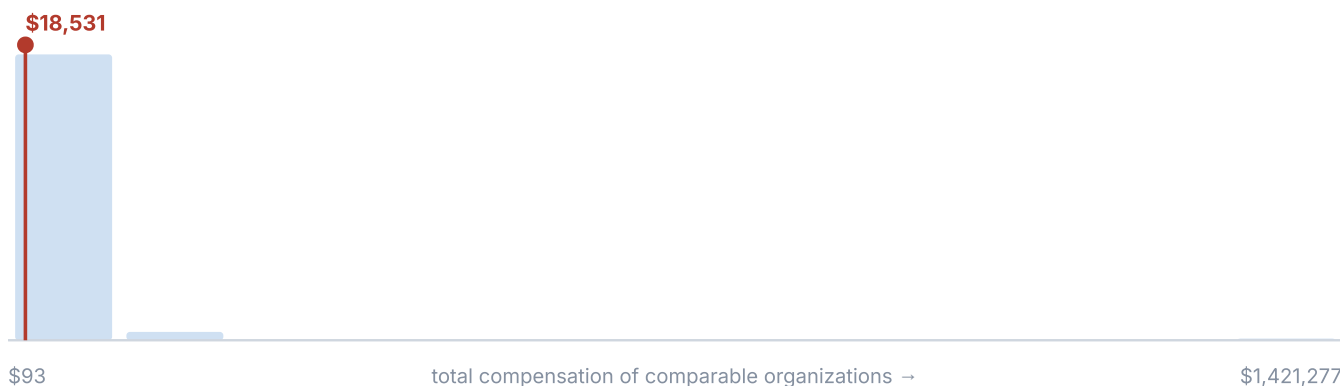 $18,531
$93
total compensation of comparable organizations →
$1,421,277